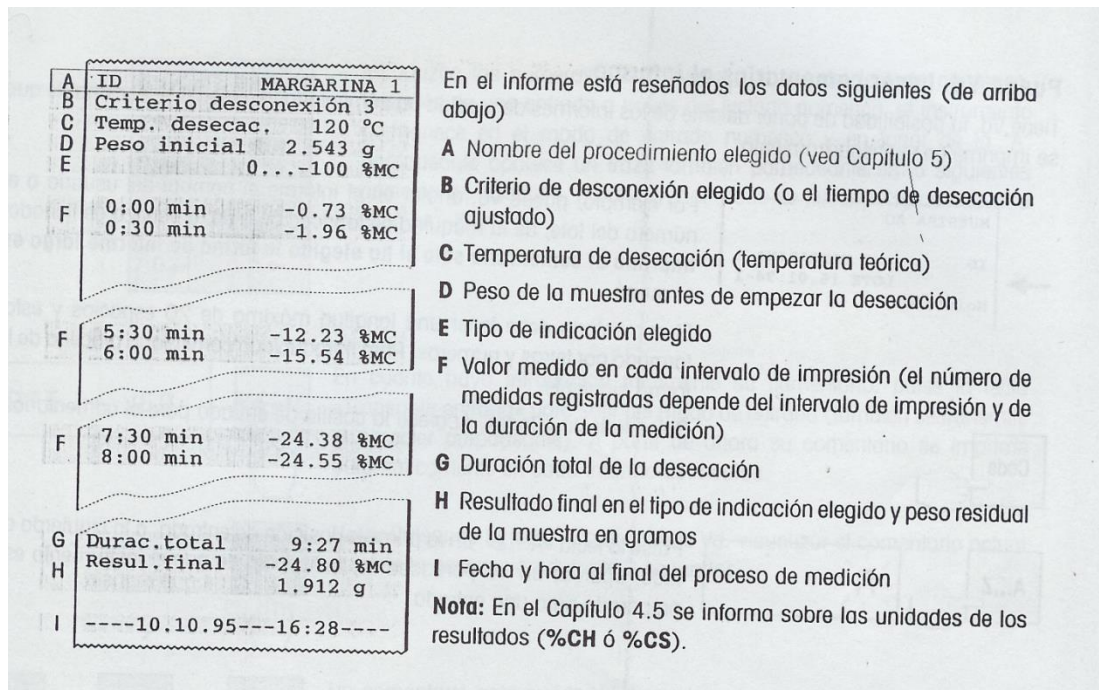 A ID MARGARINA 1
B Criterio desconexión 3
C Temp. desecac. 120 °C
D Peso inicial 2.543 g
E 0...-100 %MC
F 0:00 min -0.73 %MC
0:30 min -1.96 %MC
F 5:30 min -12.23 %MC
6:00 min -15.54 %MC
F 7:30 min -24.38 %MC
8:00 min -24.55 %MC
G Durac.total 9:27 min
H Resul.final -24.80 %MC
1.912 g
I ---10.10.95---16:28----
En el informe está reseñados los datos siguientes (de arriba
abajo)
A Nombre del procedimiento elegido (vea Capítulo 5)
B Criterio de desconexión elegido (o el tiempo de desecación
ajustado)
C Temperatura de desecación (temperatura teórica)
D Peso de la muestra antes de empezar la desecación
E Tipo de indicación elegido
F Valor medido en cada intervalo de impresión (el número de
medidas registradas depende del intervalo de impresión y de
la duración de la medición)
G Duración total de la desecación
H Resultado final en el tipo de indicación elegido y peso residual
de la muestra en gramos
I Fecha y hora al final del proceso de medición
Nota: En el Capítulo 4.5 se informa sobre las unidades de los
resultados (%CH ó %CS).